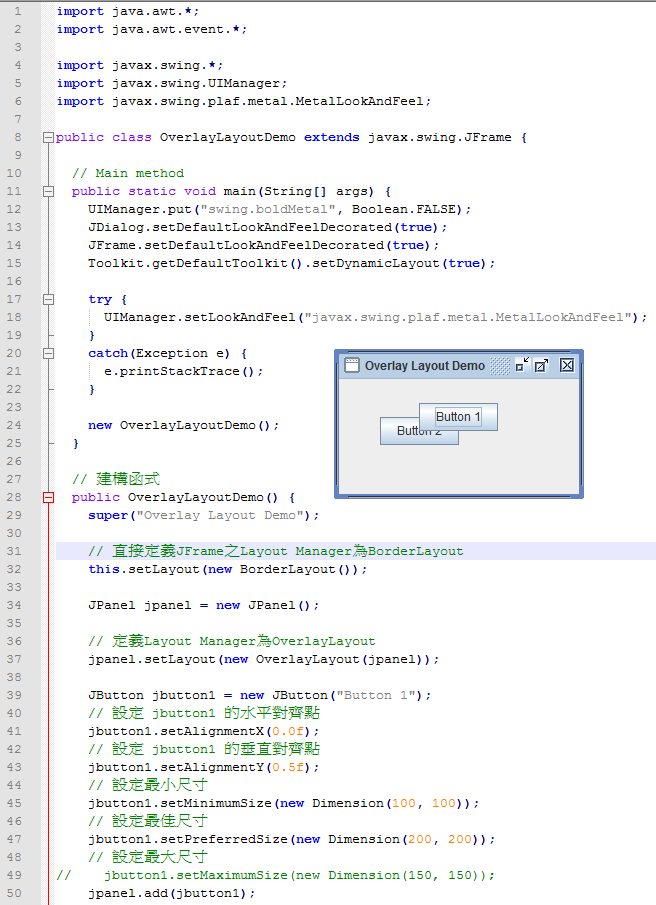 1 import java.awt.*;
2 import java.awt.event.*;
3
4 import javax.swing.*;
5 import javax.swing.UIManager;
6 import javax.swing.plaf.metal.MetalLookAndFeel;
7
8 public class OverlayLayoutDemo extends javax.swing.JFrame {
9
10 // Main method
11 public static void main(String[] args) {
12 UIManager.put("swing.boldMetal", Boolean.FALSE);
13 JDialog.setDefaultLookAndFeelDecorated(true);
14 JFrame.setDefaultLookAndFeelDecorated(true);
15 Toolkit.getDefaultToolkit().setDynamicLayout(true);
16
17 try {
18 UIManager.setLookAndFeel("javax.swing.plaf.metal.MetalLookAndFeel");
19 }
20 catch(Exception e) {
21 e.printStackTrace();
22 }
23
24 new OverlayLayoutDemo();
25 }
26
27 // 建構函式
28 public OverlayLayoutDemo() {
29 super("Overlay Layout Demo");
30
31 // 直接定義JFrame之Layout Manager為BorderLayout
32 this.setLayout(new BorderLayout());
33
34 JPanel jpanel = new JPanel();
35
36 // 定義Layout Manager為OverlayLayout
37 jpanel.setLayout(new OverlayLayout(jpanel));
38
39 JButton jbutton1 = new JButton("Button 1");
40 // 設定 jbutton1 的水平對齊點
41 jbutton1.setAlignmentX(0.0f);
42 // 設定 jbutton1 的垂直對齊點
43 jbutton1.setAlignmentY(0.5f);
44 // 設定最小尺寸
45 jbutton1.setMinimumSize(new Dimension(100, 100));
46 // 設定最佳尺寸
47 jbutton1.setPreferredSize(new Dimension(200, 200));
48 // 設定最大尺寸
49 // jbutton1.setMaximumSize(new Dimension(150, 150));
50 jpanel.add(jbutton1);
Overlay Layout Demo
Button 1
Button 2